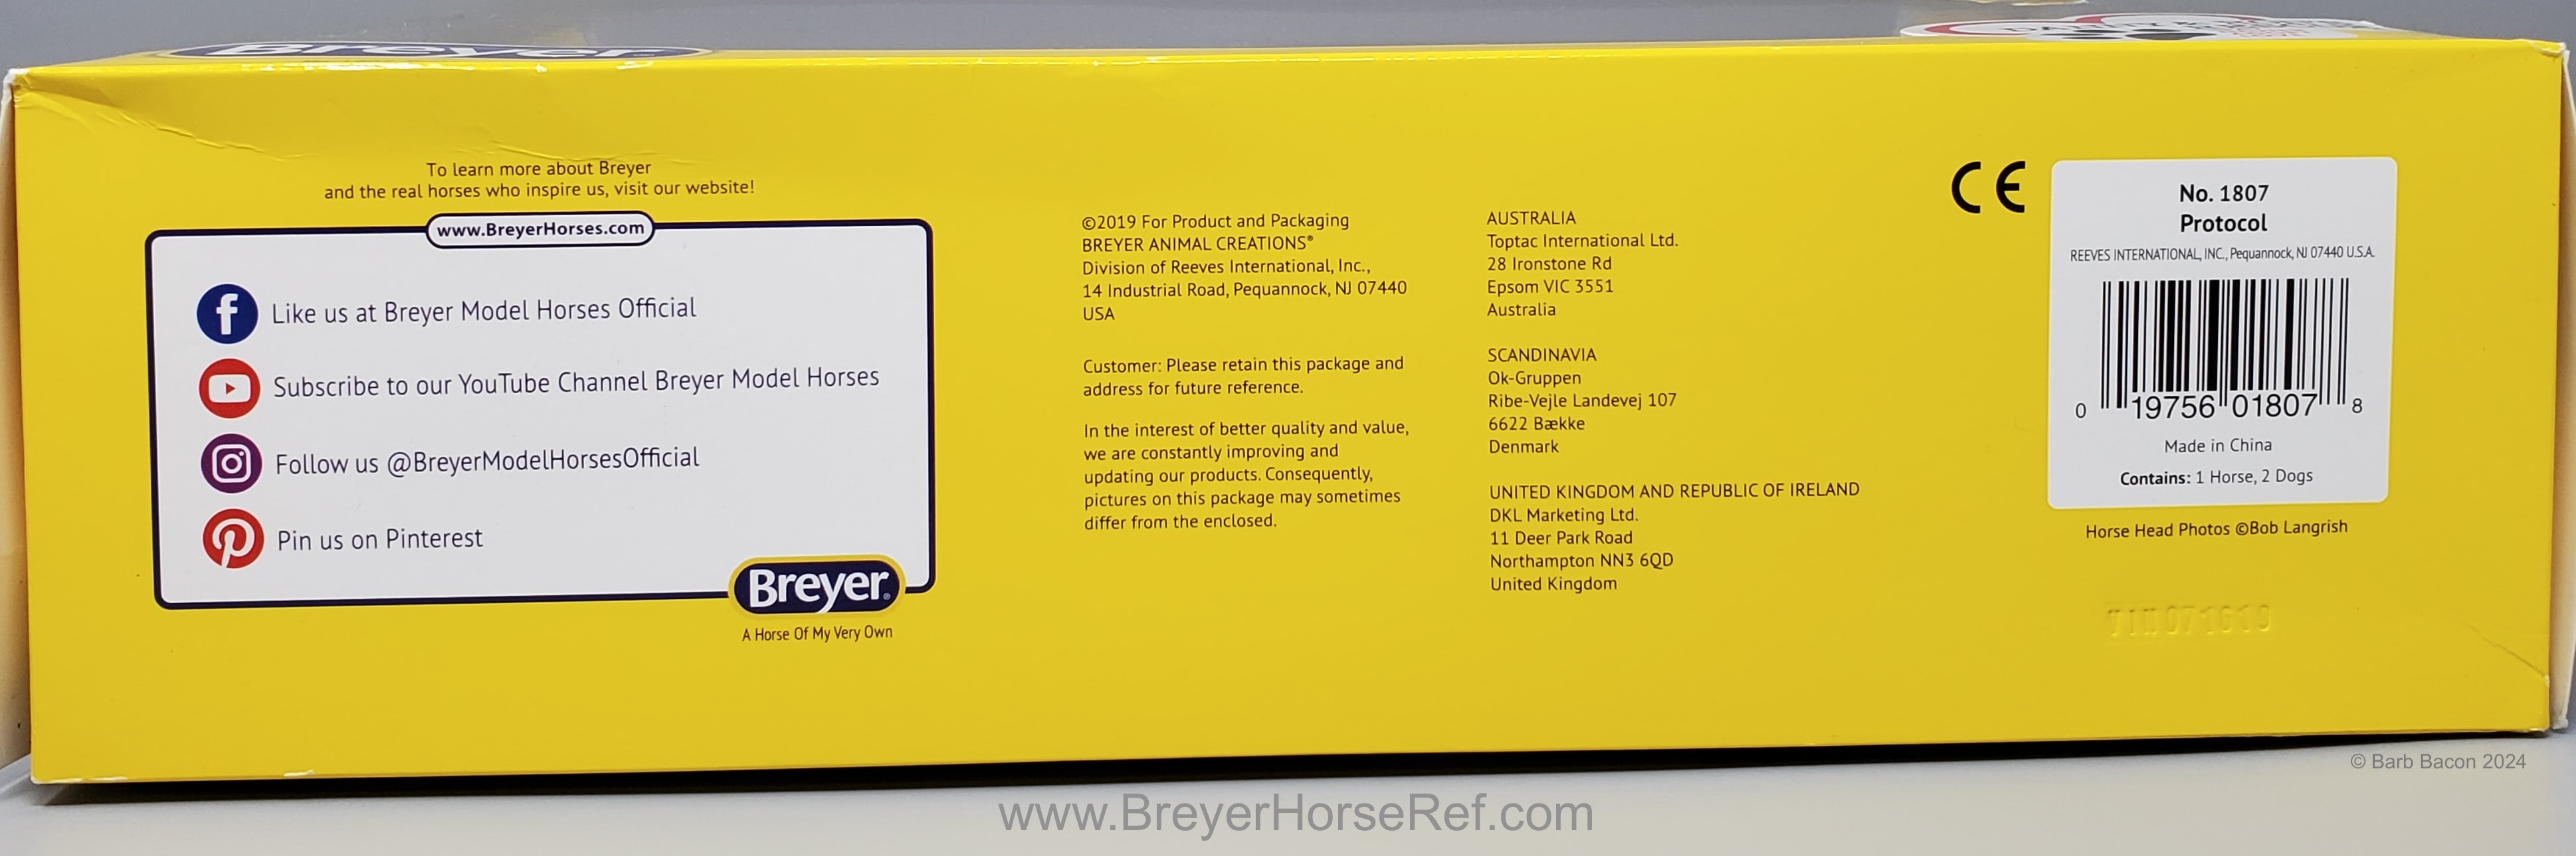 Breyer
To learn more about Breyer
and the real horses who inspire us, visit our website!
www.BreyerHorses.com
Like us at Breyer Model Horses Official
Subscribe to our YouTube Channel Breyer Model Horses
Follow us @BreyerModelHorsesOfficial
Pin us on Pinterest
Breyer®
A Horse Of My Very Own
©2019 For Product and Packaging
BREYER ANIMAL CREATIONS®
Division of Reeves International, Inc.,
14 Industrial Road, Pequannock, NJ 07440
USA
Customer: Please retain this package and
address for future reference.
In the interest of better quality and value,
we are constantly improving and
updating our products. Consequently,
pictures on this package may sometimes
differ from the enclosed.
AUSTRALIA
Toptac International Ltd.
28 Ironstone Rd
Epsom VIC 3551
Australia
SCANDINAVIA
Ok-Gruppen
Ribe-Vejle Landevej 107
6622 Bække
Denmark
UNITED KINGDOM AND REPUBLIC OF IRELAND
DKL Marketing Ltd.
11 Deer Park Road
Northampton NN3 6QD
United Kingdom
CE
No. 1807
Protocol
REEVES INTERNATIONAL, INC., Pequannock, NJ 07440 U.S.A.
0 19756 01807 8
Made in China
Contains: 1 Horse, 2 Dogs
Horse Head Photos ©Bob Langrish
© Barb Bacon 2024
www.BreyerHorseRef.com